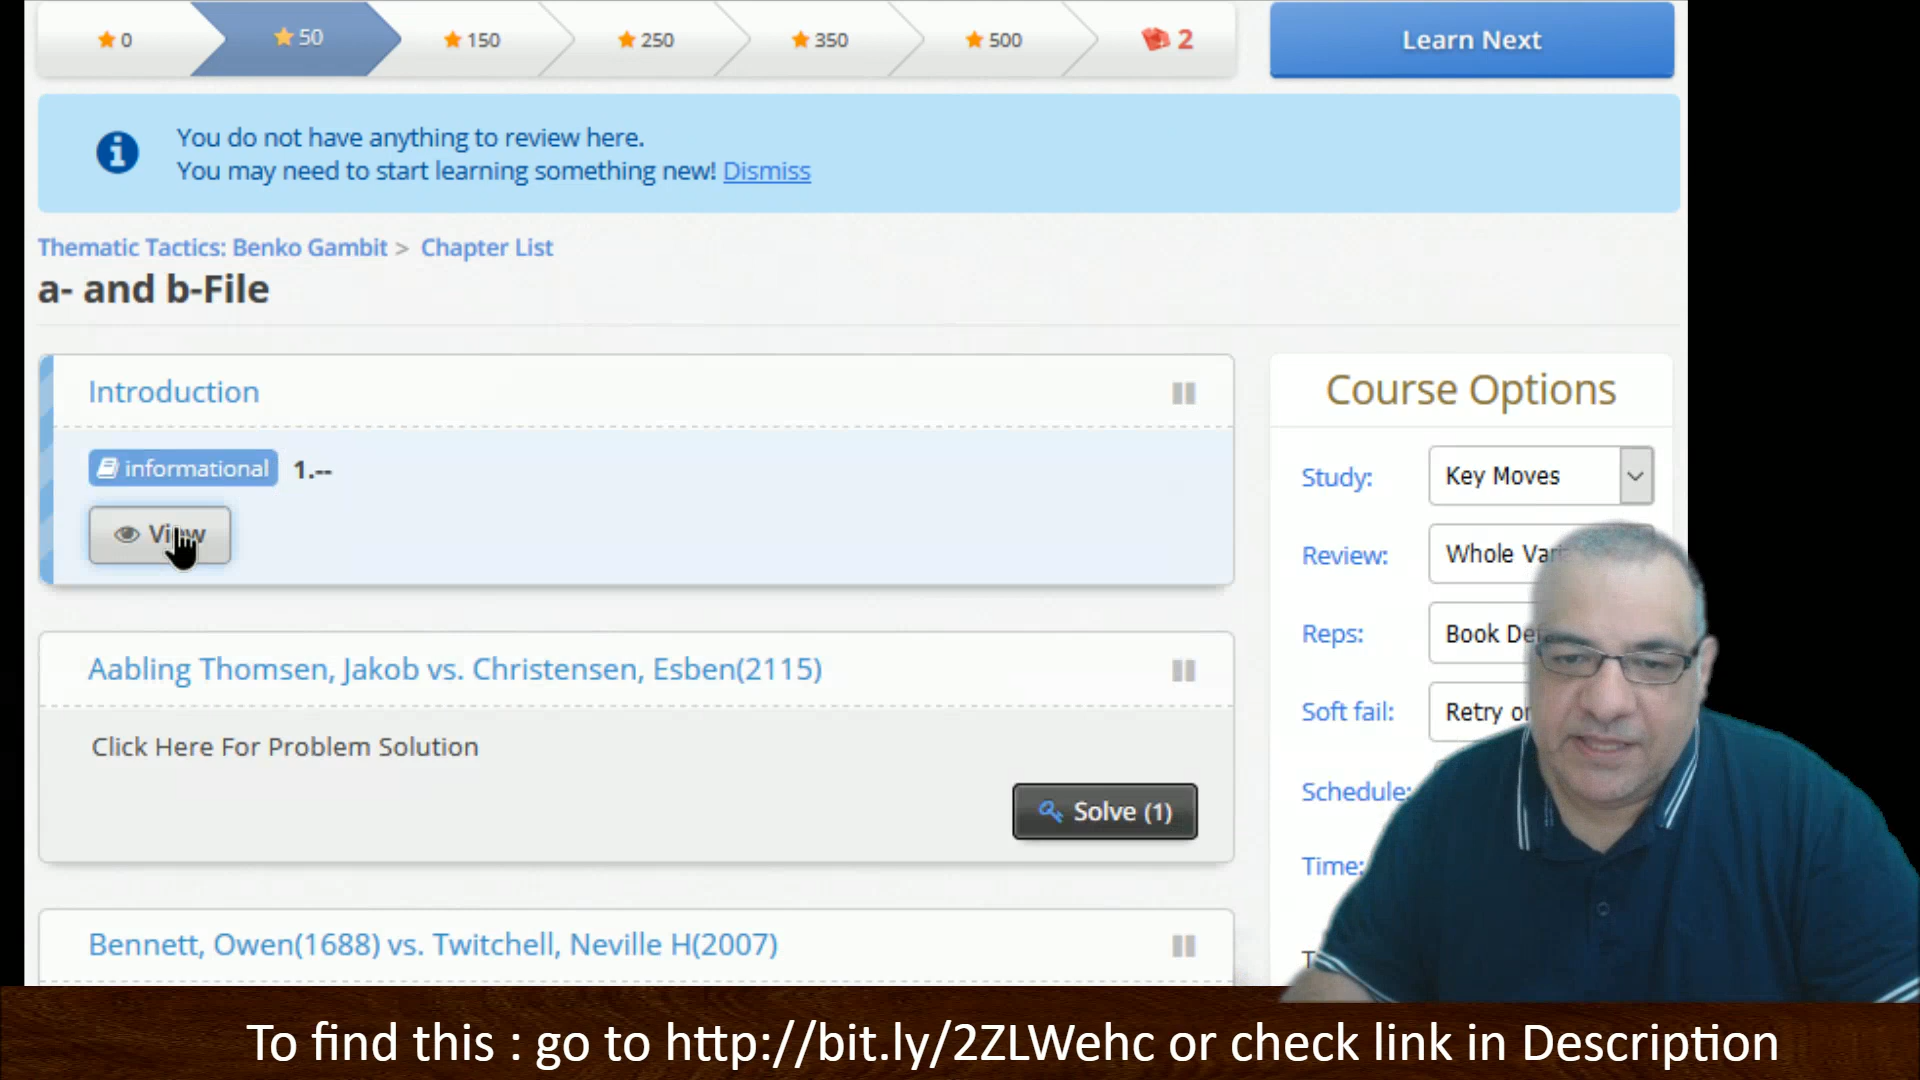 0
50
150
250
350
500
2
Learn Next
You do not have anything to review here.
You may need to start learning something new! Dismiss
Thematic Tactics: Benko Gambit > Chapter List
a- and b-File
Introduction
informational 1.--
View
Aabling Thomsen, Jakob vs. Christensen, Esben(2115)
Click Here For Problem Solution
Solve (1)
Bennett, Owen(1688) vs. Twitchell, Neville H(2007)
Course Options
Study: Key Moves
Review: Whole
Reps: Book
Soft fail: Retry
Schedule:
Time:
To find this : go to http://bit.ly/2ZLWehc or check link in Description